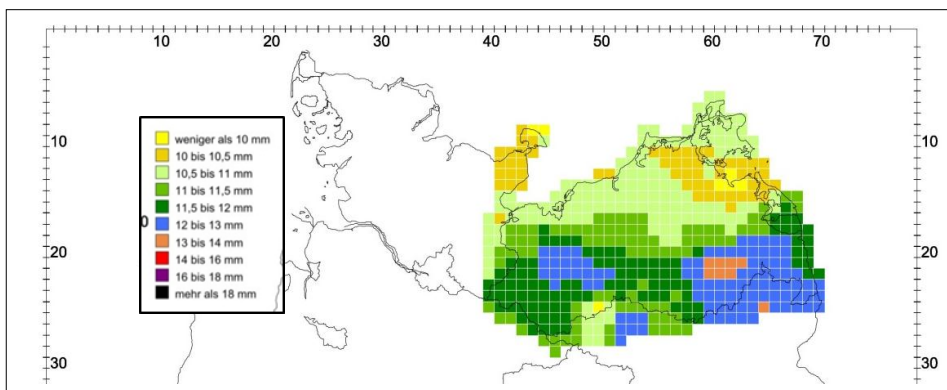 10 20 30 40 50 60 70
10 10
weniger als 10 mm
10 bis 10,5 mm
10,5 bis 11 mm
11 bis 11,5 mm
11,5 bis 12 mm
12 bis 13 mm
13 bis 14 mm
14 bis 16 mm
16 bis 18 mm
mehr als 18 mm
0
20 20
30 30